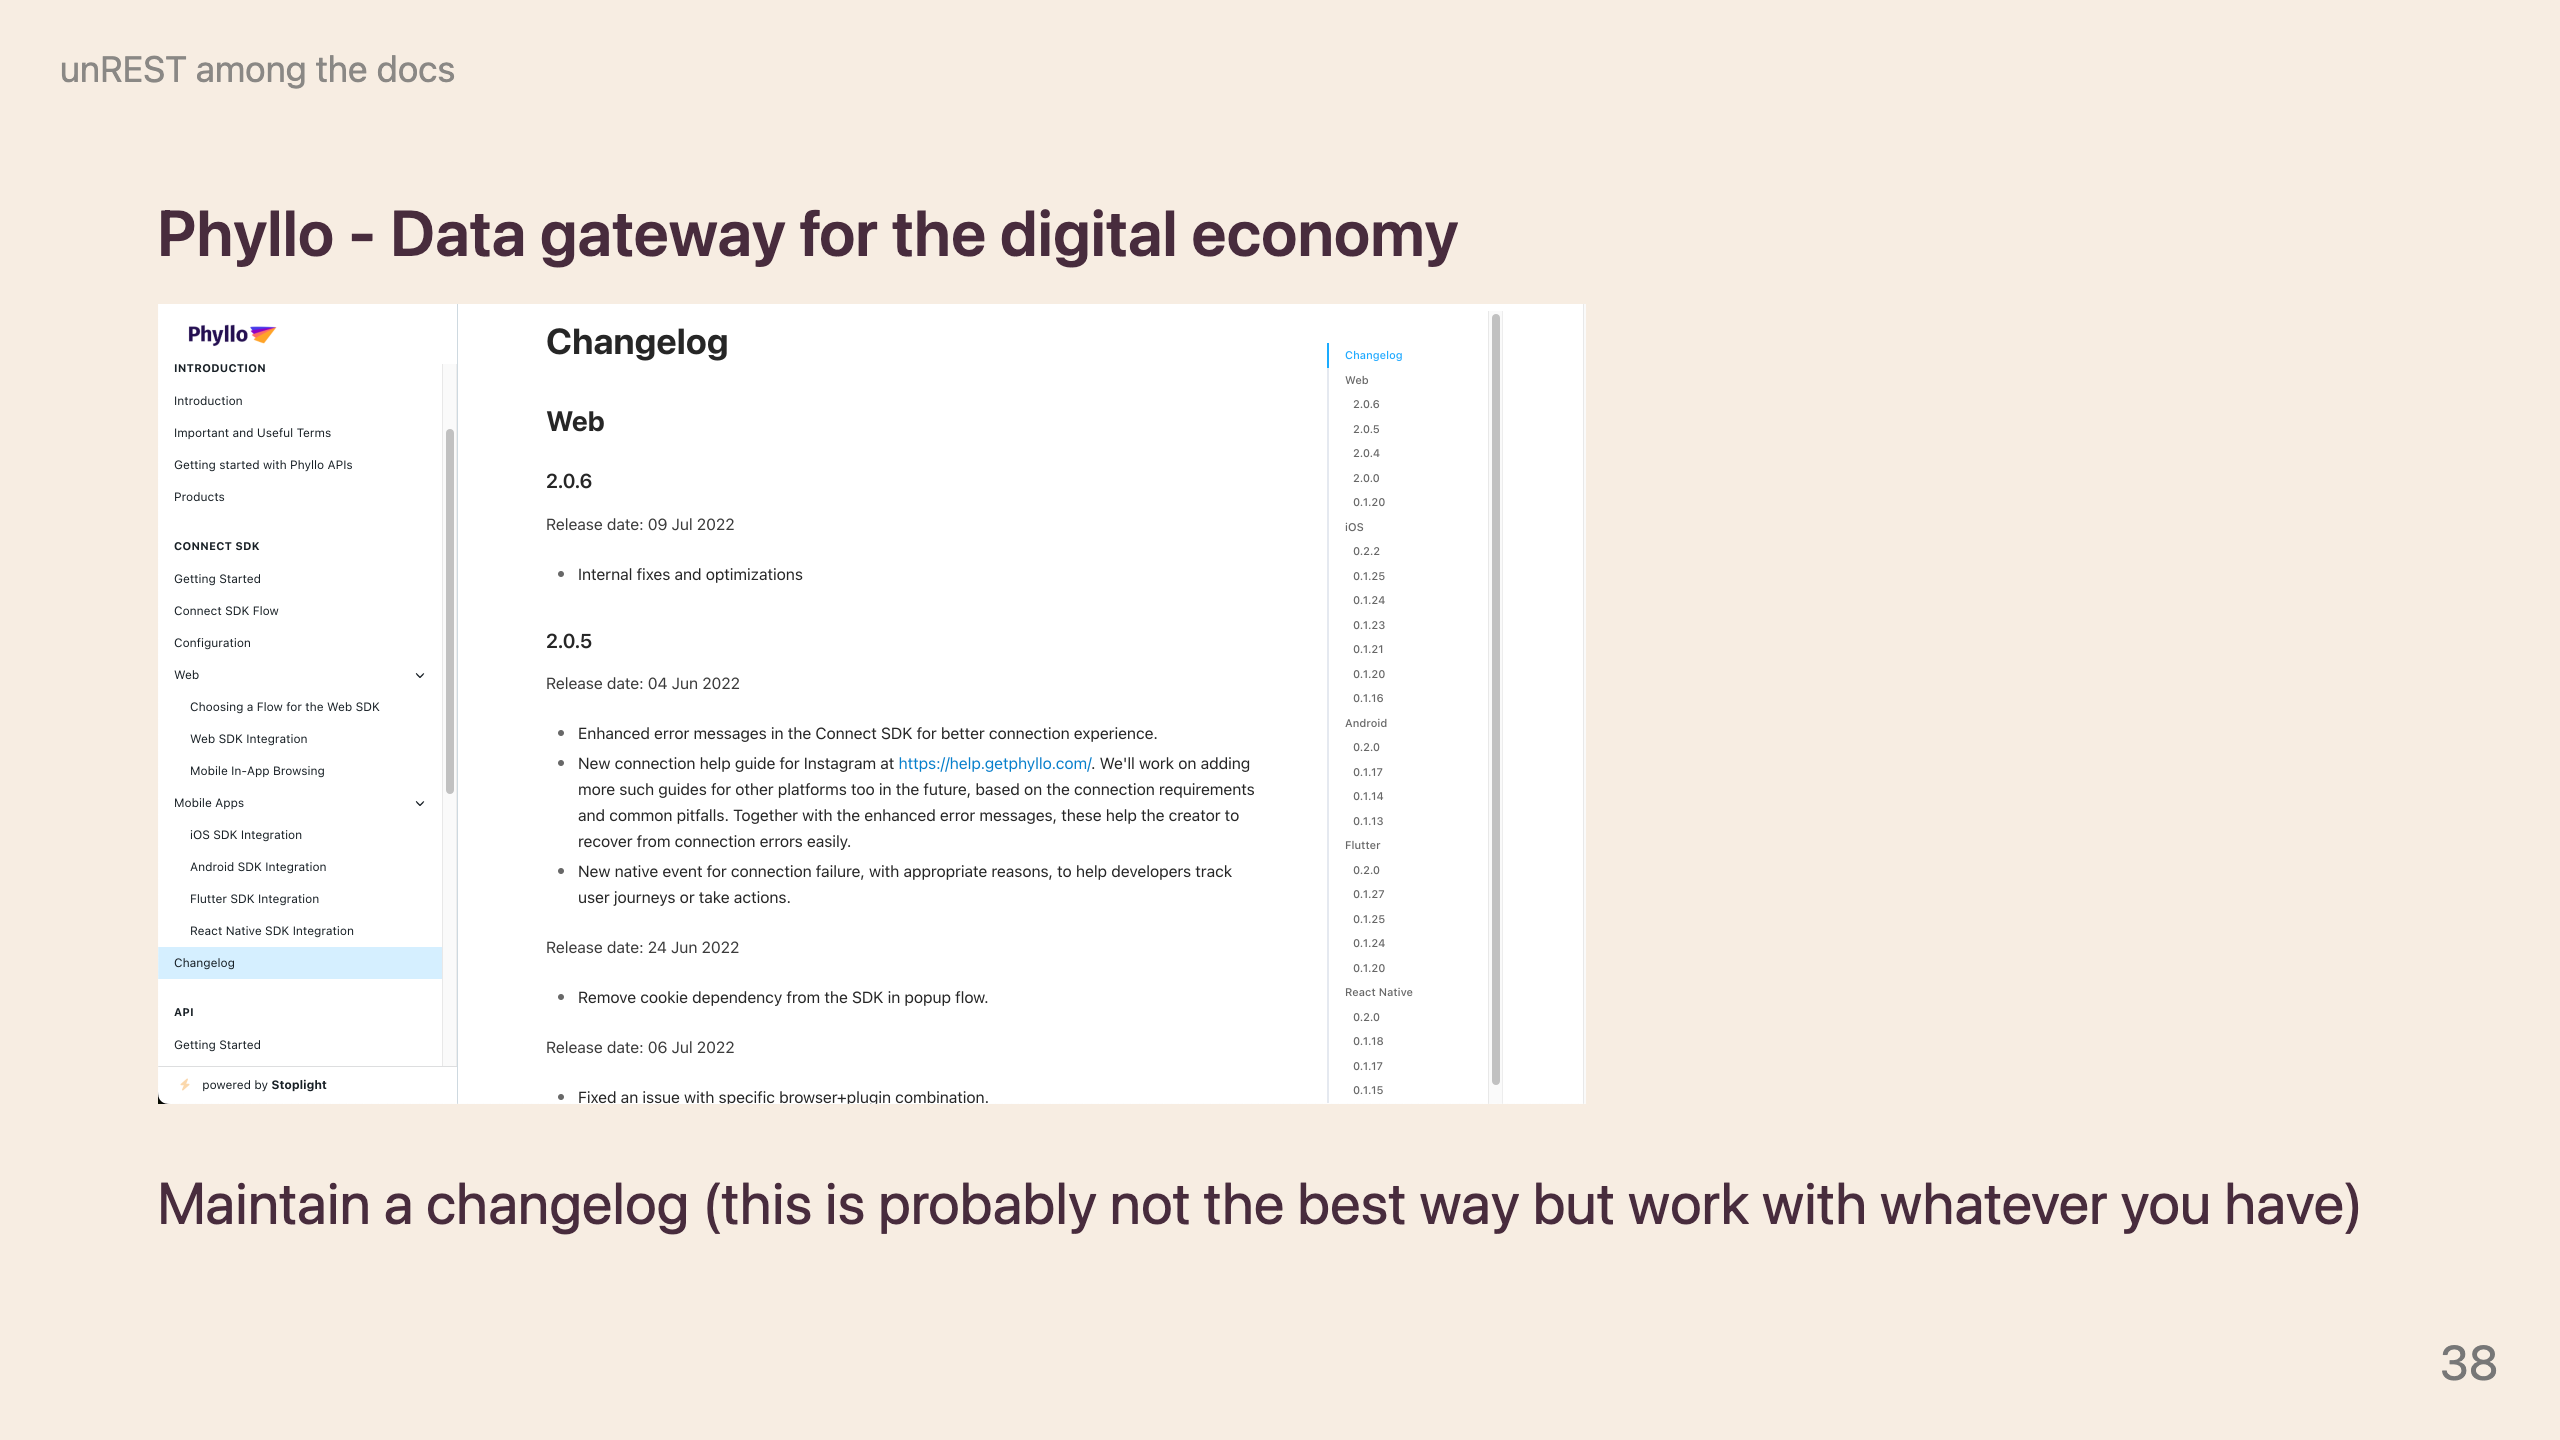 unREST among the docs
Phyllo - Data gateway for the digital economy
Phyllo
INTRODUCTION
Introduction
Important and Useful Terms
Getting started with Phyllo APIs
Products
CONNECT SDK
Getting Started
Connect SDK Flow
Configuration
Web
Choosing a Flow for the Web SDK
Web SDK Integration
Mobile In-App Browsing
Mobile Apps
iOS SDK Integration
Android SDK Integration
Flutter SDK Integration
React Native SDK Integration
Changelog
API
Getting Started
powered by Stoplight
Changelog
Web
2.0.6
Release date: 09 Jul 2022
• Internal fixes and optimizations
2.0.5
Release date: 04 Jun 2022
• Enhanced error messages in the Connect SDK for better connection experience.
• New connection help guide for Instagram at https://help.getphyllo.com/. We'll work on adding
more such guides for other platforms too in the future, based on the connection requirements
and common pitfalls. Together with the enhanced error messages, these help the creator to
recover from connection errors easily.
• New native event for connection failure, with appropriate reasons, to help developers track
user journeys or take actions.
Release date: 24 Jun 2022
• Remove cookie dependency from the SDK in popup flow.
Release date: 06 Jul 2022
• Fixed an issue with specific browser+plugin combination.
Changelog
Web
2.0.6
2.0.5
2.0.4
2.0.0
0.1.20
iOS
0.2.2
0.1.25
0.1.24
0.1.23
0.1.21
0.1.20
0.1.16
Android
0.2.0
0.1.17
0.1.14
0.1.13
Flutter
0.2.0
0.1.27
0.1.25
0.1.24
0.1.20
React Native
0.2.0
0.1.18
0.1.17
0.1.15
Maintain a changelog (this is probably not the best way but work with whatever you have)
38